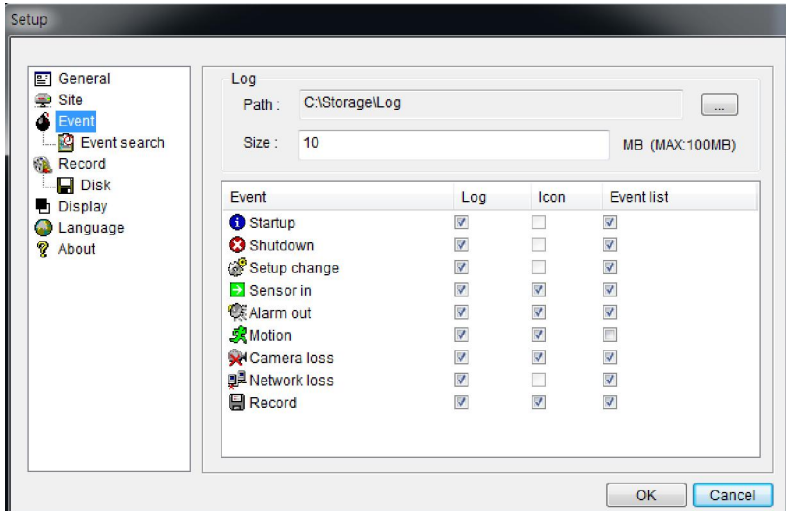 Setup
General
Site
Event
Event search
Record
Disk
Display
Language
About
Log
Path : C:\Storage\Log ...
Size : 10 MB (MAX:100MB)
Event Log Icon Event list
Startup
Shutdown
Setup change
Sensor in
Alarm out
Motion
Camera loss
Network loss
Record
OK Cancel